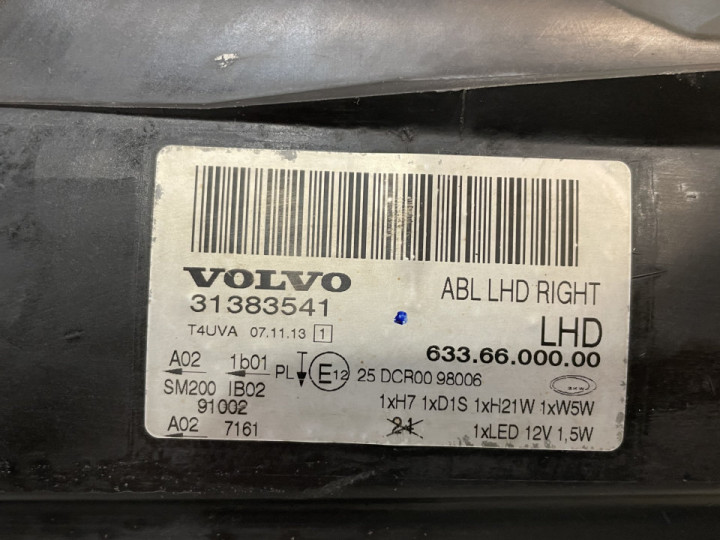 VOLVO
31383541
ABL LHD RIGHT
LHD
T4UVA 07.11.13 1
633.66.000.00
A02 1b01 PL E12 25 DCR00 98006
SM200 IB02
91002
1xH7 1xD1S 1xH21W 1xW5W
A02 7161
21 1xLED 12V 1,5W